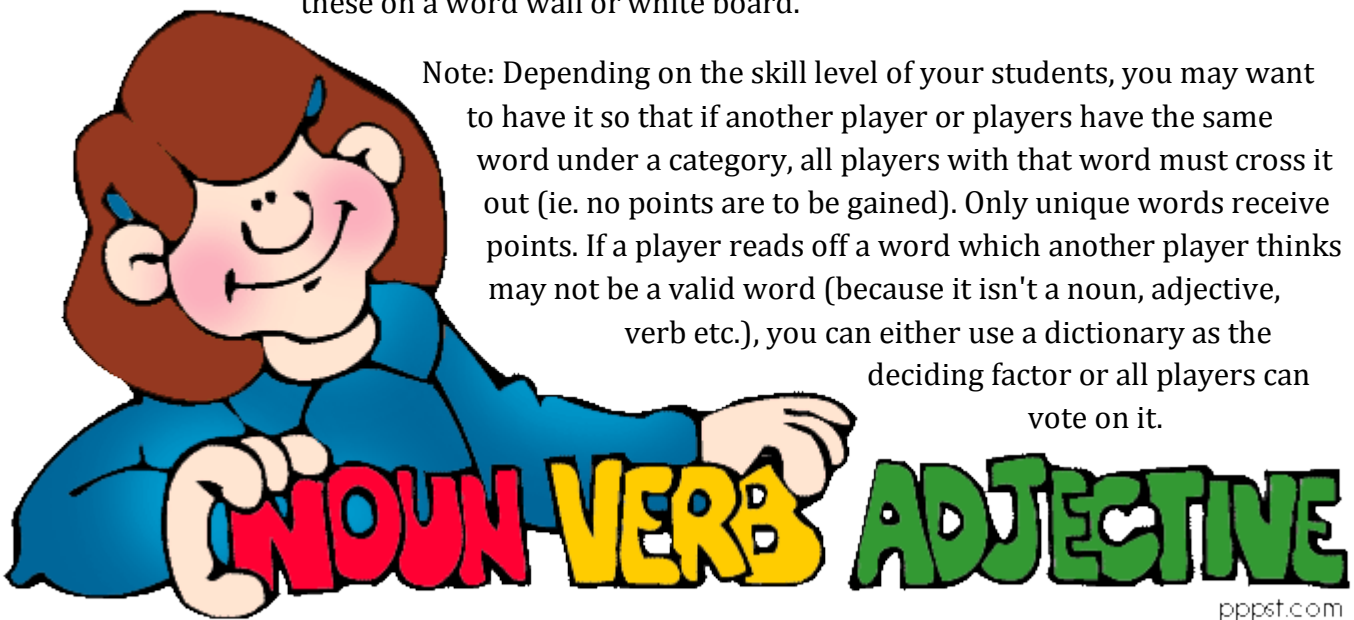 these on a word wall or white board.
Note: Depending on the skill level of your students, you may want
to have it so that if another player or players have the same
word under a category, all players with that word must cross it
out (ie. no points are to be gained). Only unique words receive
points. If a player reads off a word which another player thinks
may not be a valid word (because it isn't a noun, adjective,
verb etc.), you can either use a dictionary as the
deciding factor or all players can
vote on it.
NOUN VERB ADJECTIVE
pppst.com